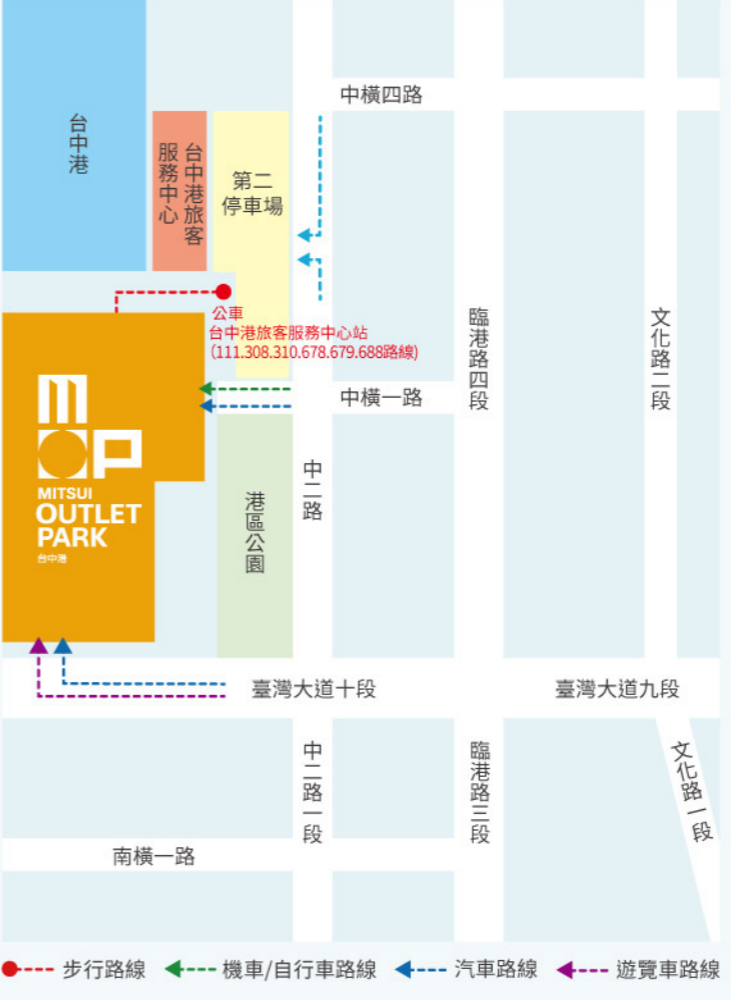 中橫四路
台中港
台中港旅客
服務中心
第二
停車場
公車
台中港旅客服務中心站
(111.308.310.678.679.688路線)
臨港路四段
文化路二段
中橫一路
mOP
MITSUI
OUTLET
PARK
台中港
中二路
港區公園
臺灣大道十段
臺灣大道九段
中二路一段
臨港路三段
文化路一段
南橫一路
步行路線
機車/自行車路線
汽車路線
遊覽車路線